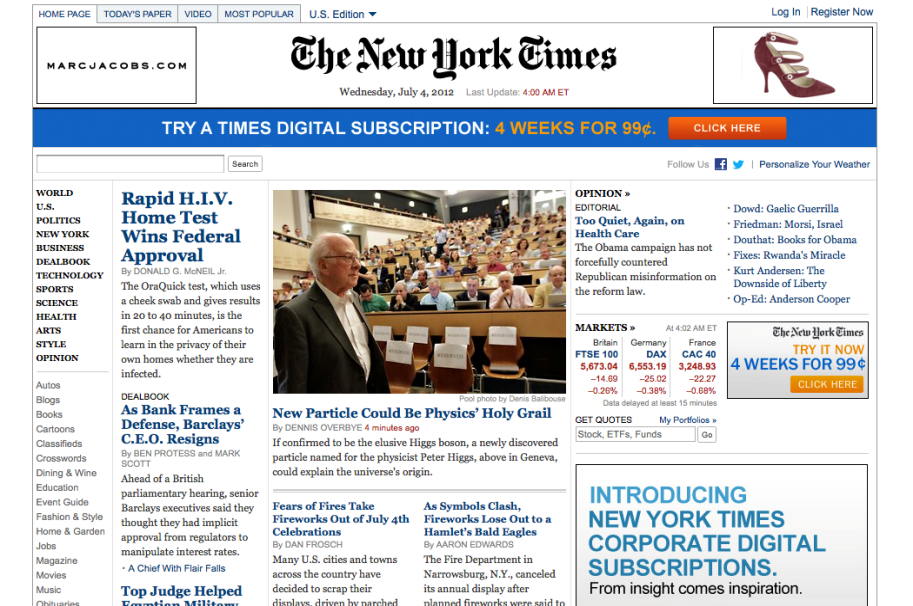 HOME PAGE
TODAY'S PAPER
VIDEO
MOST POPULAR
U.S. Edition
Log In
Register Now
MARCJACOBS.COM
The New York Times
Wednesday, July 4, 2012 Last Update: 4:00 AM ET
TRY A TIMES DIGITAL SUBSCRIPTION: 4 WEEKS FOR 99¢.
CLICK HERE
Search
Follow Us
Personalize Your Weather
WORLD
U.S.
POLITICS
NEW YORK
BUSINESS
DEALBOOK
TECHNOLOGY
SPORTS
SCIENCE
HEALTH
ARTS
STYLE
OPINION
Autos
Blogs
Books
Cartoons
Classifieds
Crosswords
Dining & Wine
Education
Event Guide
Fashion & Style
Home & Garden
Jobs
Magazine
Movies
Music
Obituaries
Rapid H.I.V.
Home Test
Wins Federal
Approval
By DONALD G. McNEIL Jr.
The OraQuick test, which uses
a cheek swab and gives results
in 20 to 40 minutes, is the
first chance for Americans to
learn in the privacy of their
own homes whether they are
infected.
DEALBOOK
As Bank Frames a
Defense, Barclays'
C.E.O. Resigns
By BEN PROTESS and MARK
SCOTT
Ahead of a British
parliamentary hearing, senior
Barclays executives said they
thought they had implicit
approval from regulators to
manipulate interest rates.
• A Chief With Flair Falls
Top Judge Helped
Egyptian Military
RESERVED
RESERVED
RESERVED
Pool photo by Denis Balibouse
New Particle Could Be Physics' Holy Grail
By DENNIS OVERBYE 4 minutes ago
If confirmed to be the elusive Higgs boson, a newly discovered
particle named for the physicist Peter Higgs, above in Geneva,
could explain the universe's origin.
Fears of Fires Take
Fireworks Out of July 4th
Celebrations
By DAN FROSCH
Many U.S. cities and towns
across the country have
decided to scrap their
displays, driven by parched
As Symbols Clash,
Fireworks Lose Out to a
Hamlet's Bald Eagles
By AARON EDWARDS
The Fire Department in
Narrowsburg, N.Y., canceled
its annual display after
planned fireworks were said to
OPINION »
EDITORIAL
Too Quiet, Again, on
Health Care
The Obama campaign has not
forcefully countered
Republican misinformation on
the reform law.
• Dowd: Gaelic Guerrilla
• Friedman: Morsi, Israel
• Douthat: Books for Obama
• Fixes: Rwanda's Miracle
• Kurt Andersen: The
Downside of Liberty
• Op-Ed: Anderson Cooper
MARKETS »
At 4:02 AM ET
Britain Germany France
FTSE 100 DAX CAC 40
5,673.04 6,553.19 3,248.93
−14.69 −25.02 −22.27
−0.26% −0.38% −0.68%
Data delayed at least 15 minutes
GET QUOTES
My Portfolios »
Stock, ETFs, Funds
Go
The New York Times
TRY IT NOW
4 WEEKS FOR 99¢
CLICK HERE
INTRODUCING
NEW YORK TIMES
CORPORATE DIGITAL
SUBSCRIPTIONS.
From insight comes inspiration.